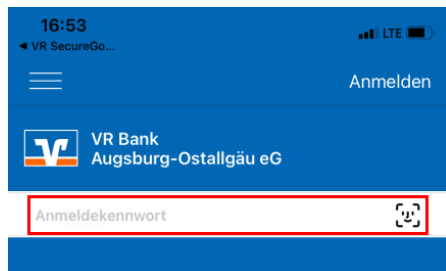 16:53
LTE
◀ VR SecureGo...
Anmelden
VR Bank
Augsburg-Ostallgäu eG
Anmeldekennwort